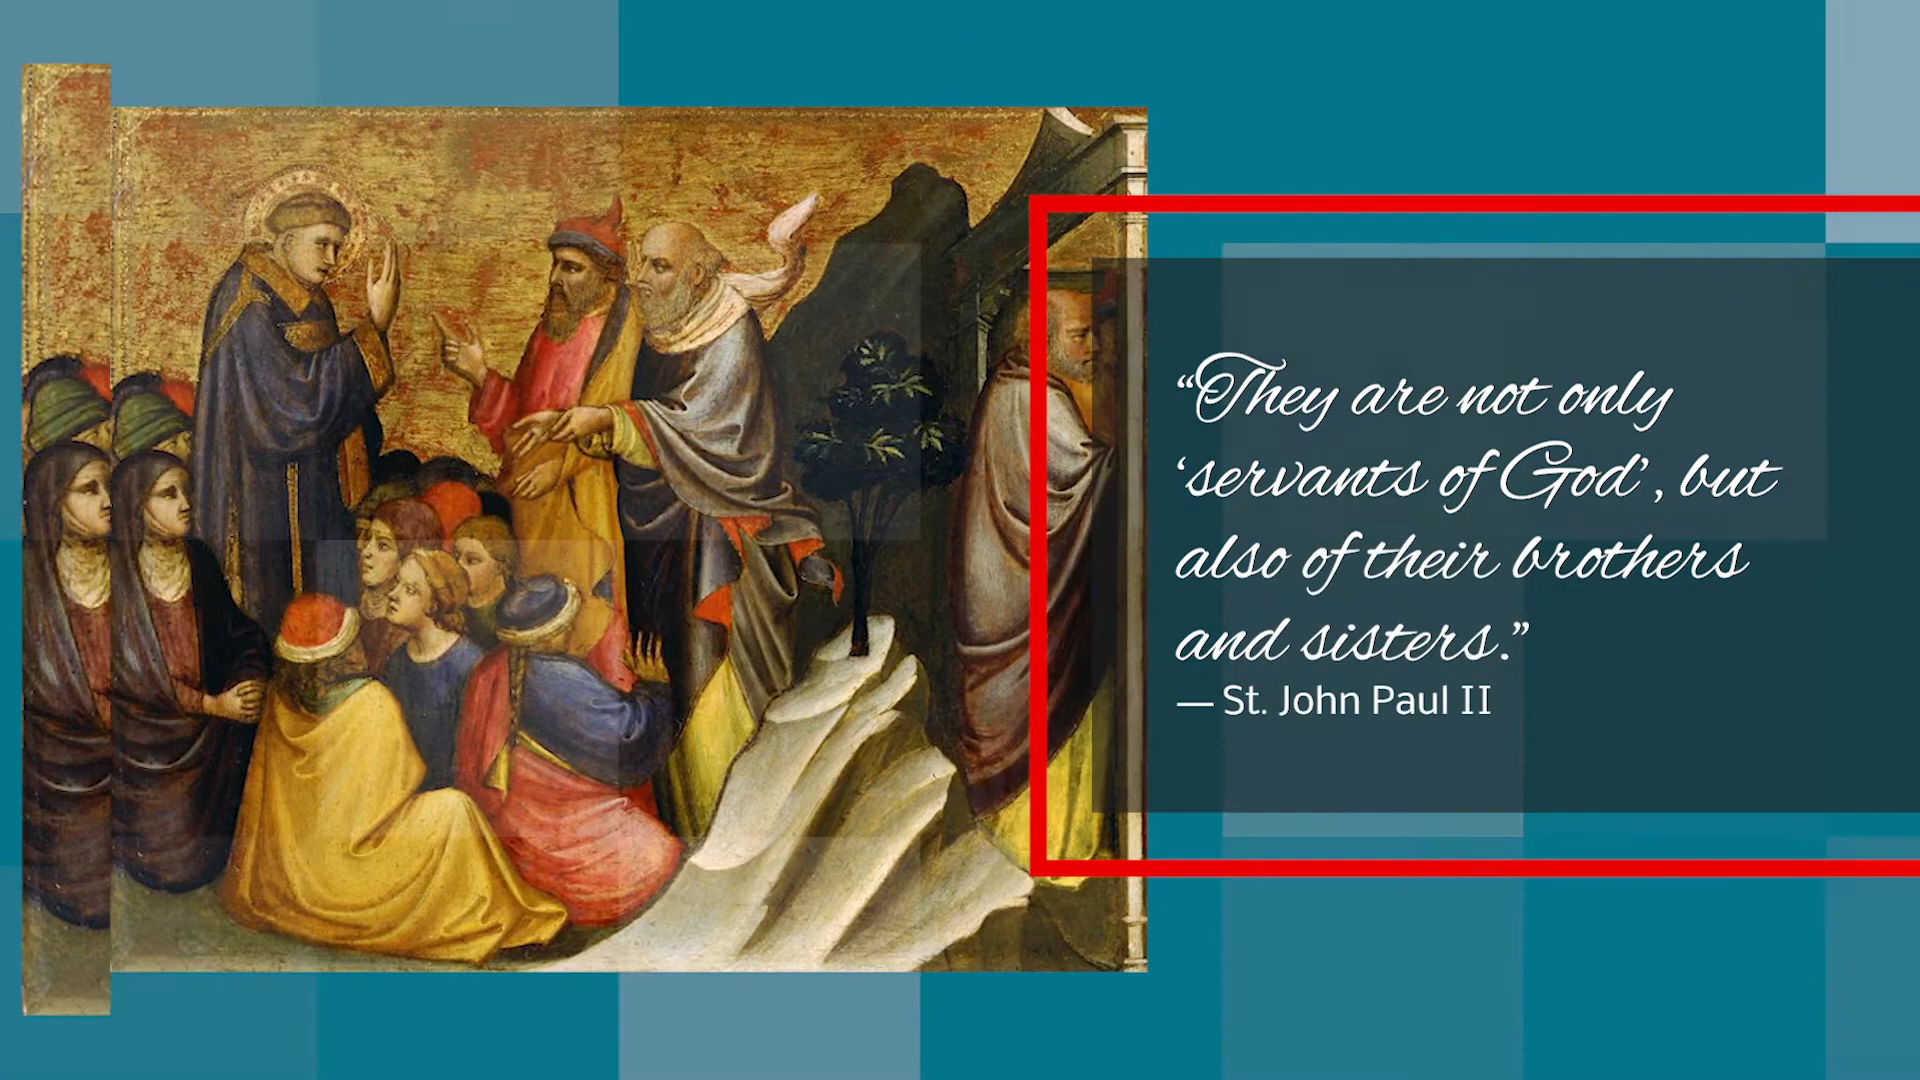 “They are not only
‘servants of God’, but
also of their brothers
and sisters.”
— St. John Paul II